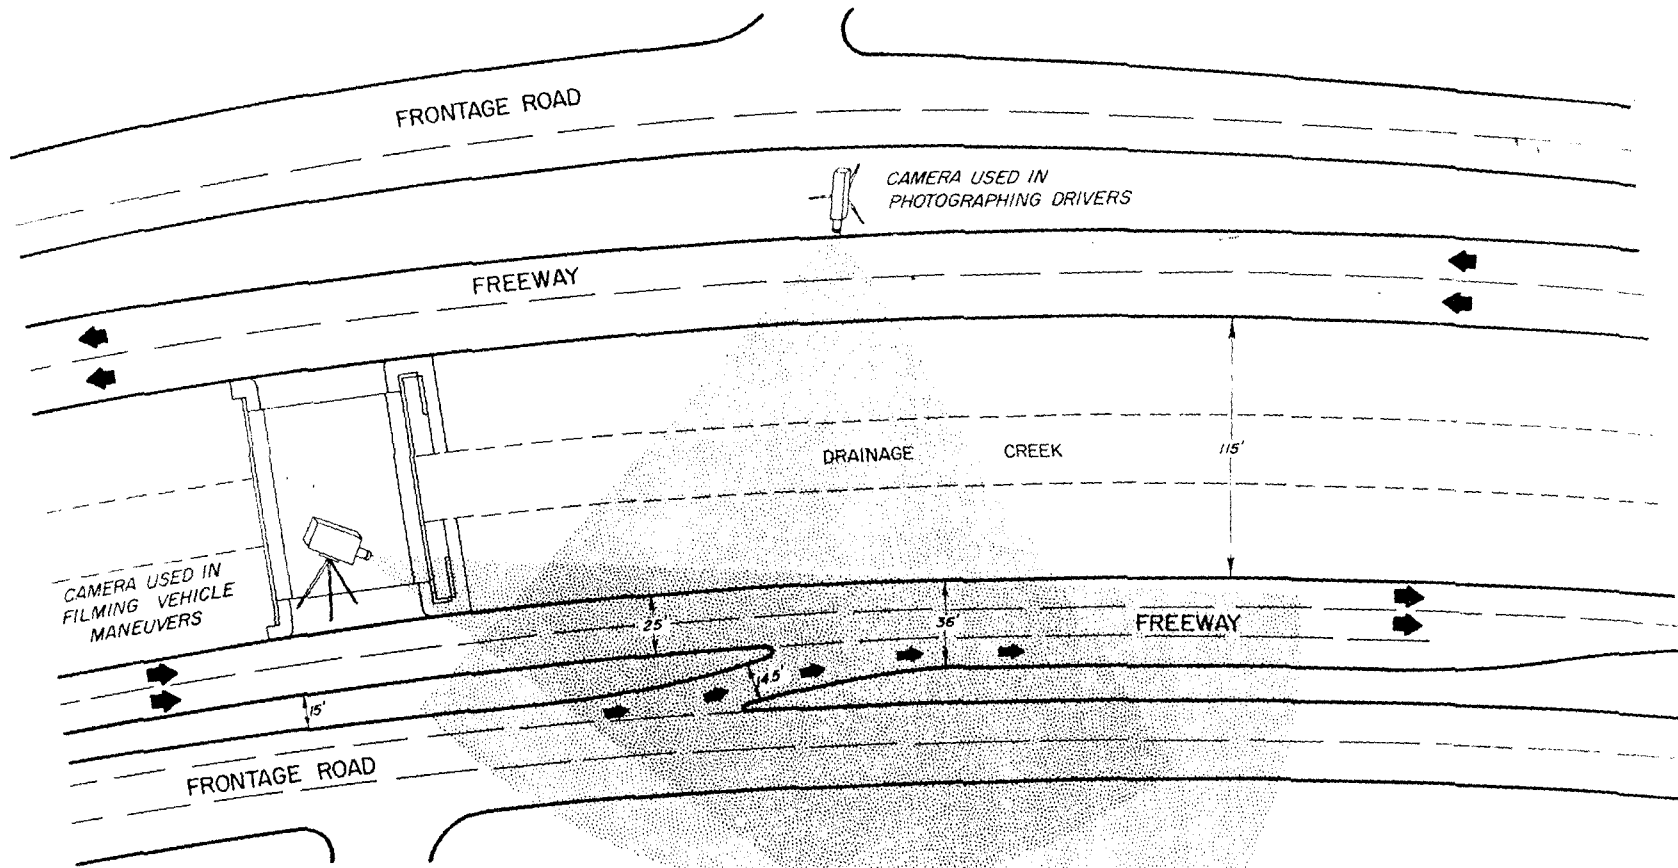 FRONTAGE ROAD
CAMERA USED IN
PHOTOGRAPHING DRIVERS
FREEWAY
DRAINAGE CREEK
115'
CAMERA USED IN
FILMING VEHICLE
MANEUVERS
25'
36'
FREEWAY
14.5'
15'
FRONTAGE ROAD